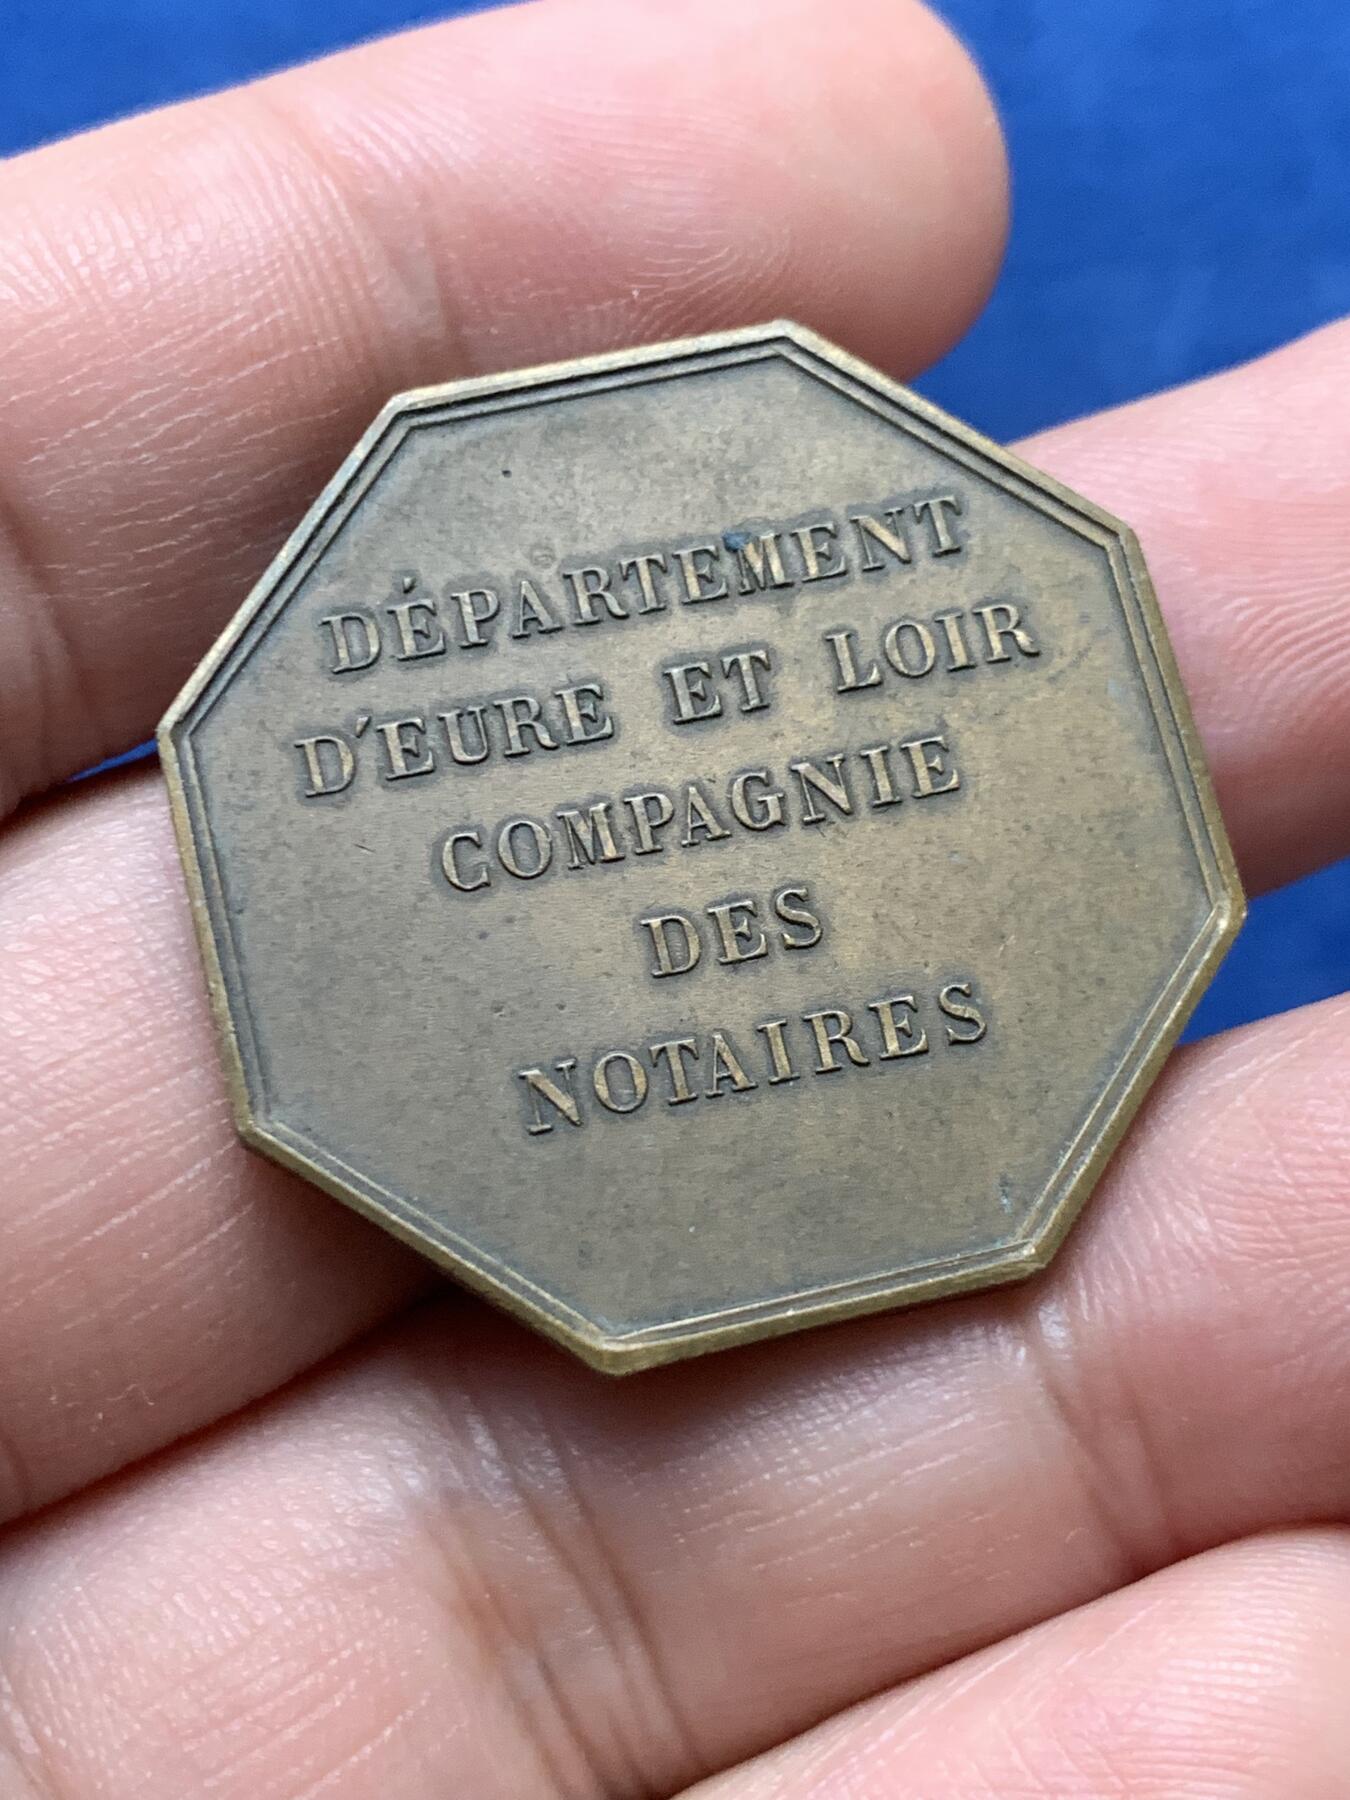 DÉPARTEMENT
D'EURE ET LOIR
COMPAGNIE
DES
NOTAIRES